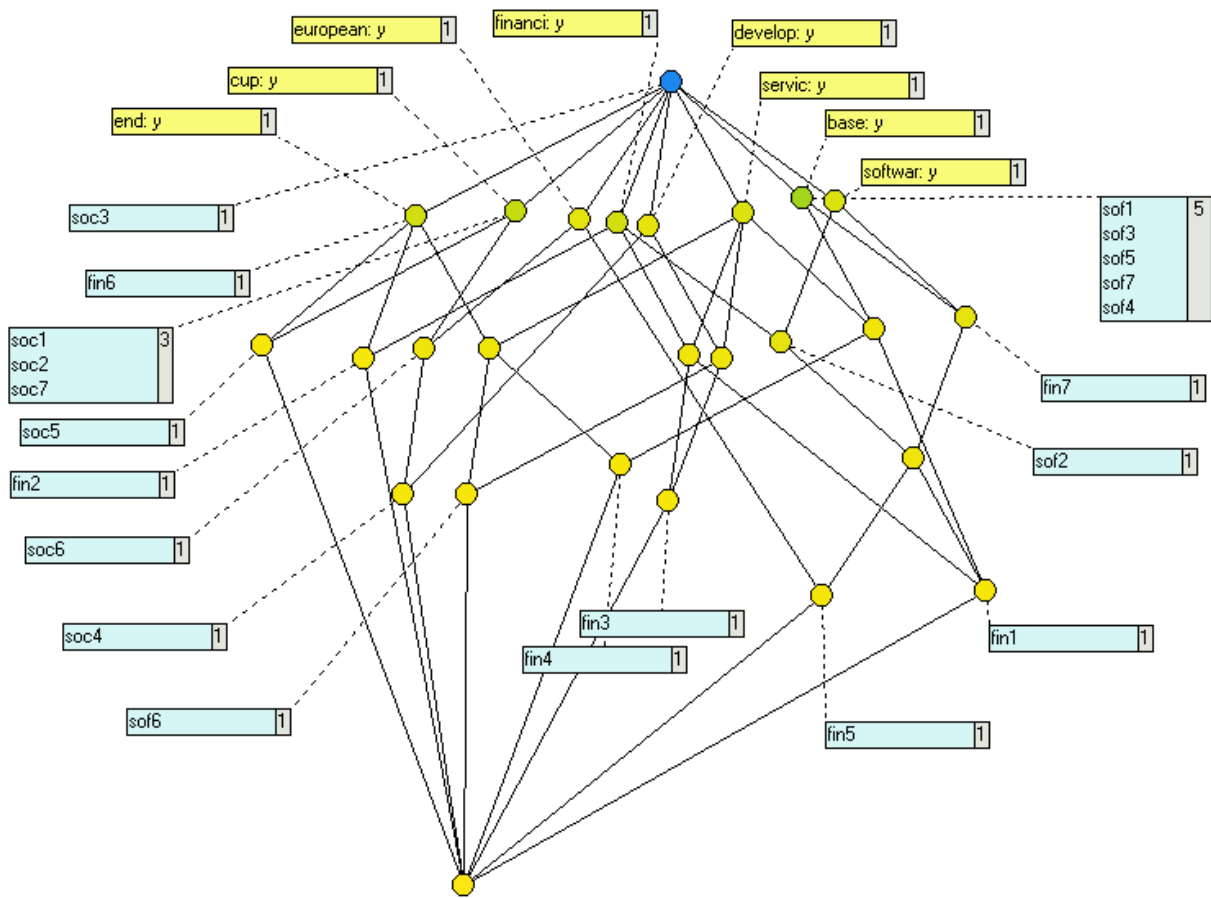 european: y 1
financi: y 1
develop: y 1
cup: y 1
servic: y 1
end: y 1
base: y 1
softwar: y 1
soc3 1
sof1 5
sof3
sof5
sof7
sof4
fin6 1
soc1 3
soc2
soc7
fin7 1
soc5 1
sof2 1
fin2 1
soc6 1
fin3 1
soc4 1
fin1 1
fin4 1
sof6 1
fin5 1